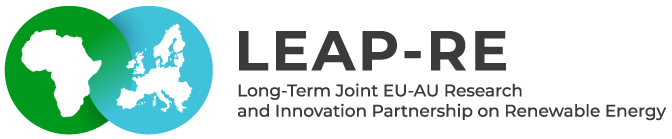 LEAP-RE
Long-Term Joint EU-AU Research
and Innovation Partnership on Renewable Energy